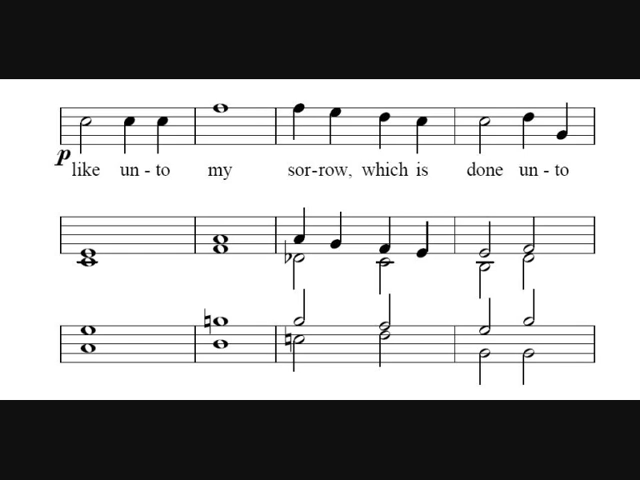 p
like un - to my sor-row, which is done un - to